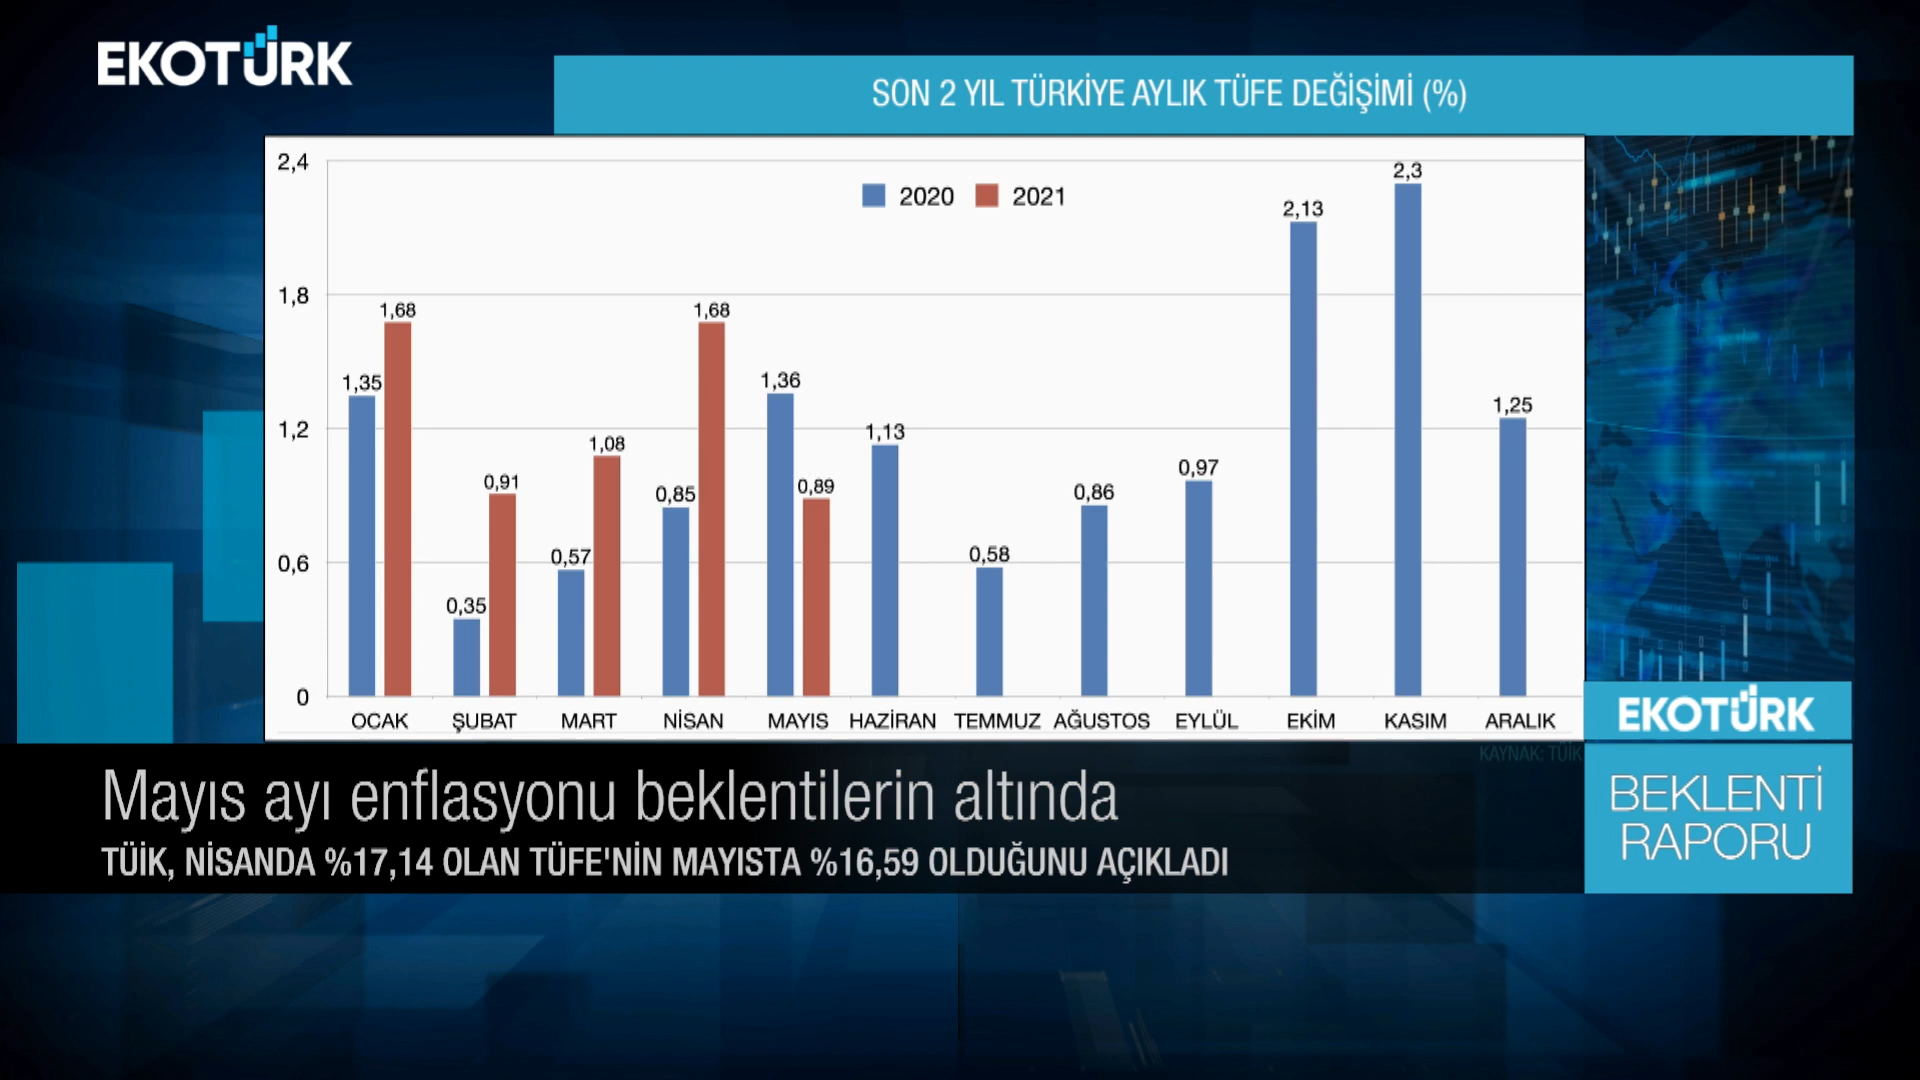 EKOTÜRK
SON 2 YIL TÜRKİYE AYLIK TÜFE DEĞİŞİMİ (%)
2020 2021
2,4
1,8
1,2
0,6
0
1,35
1,68
0,35
0,91
0,57
1,08
0,85
1,68
1,36
0,89
1,13
0,58
0,86
0,97
2,13
2,3
1,25
OCAK ŞUBAT MART NİSAN MAYIS HAZİRAN TEMMUZ AĞUSTOS EYLÜL EKİM KASIM ARALIK
EKOTÜRK
KAYNAK: TÜİK
Mayıs ayı enflasyonu beklentilerin altında
TÜİK, NİSANDA %17,14 OLAN TÜFE'NİN MAYISTA %16,59 OLDUĞUNU AÇIKLADI
BEKLENTİ
RAPORU